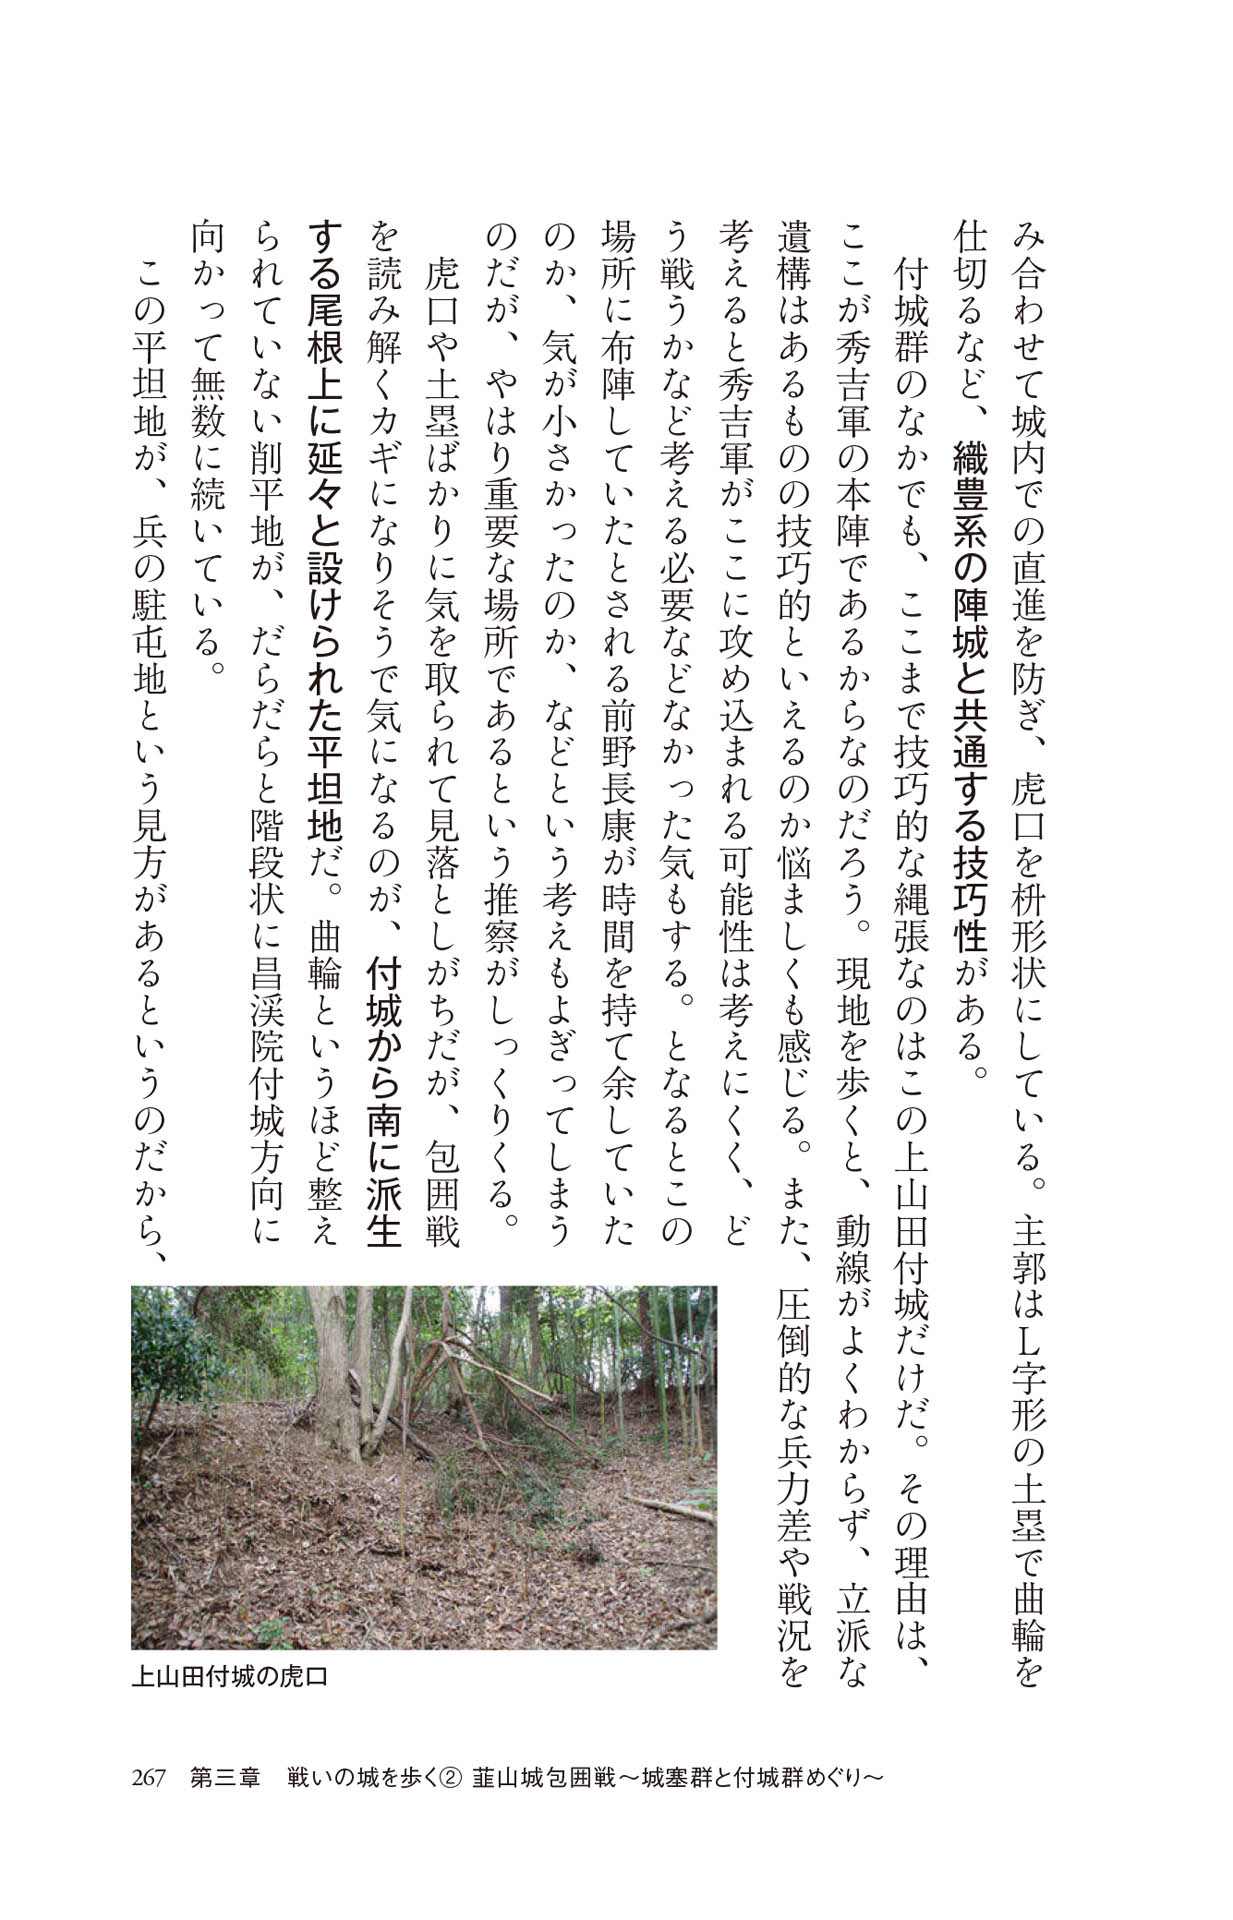 み合わせて城内での直進を防ぎ、虎口を枡形状にしている。主郭はL字形の土塁で曲輪を
仕切るなど、織豊系の陣城と共通する技巧性がある。
付城群のなかでも、ここまで技巧的な縄張なのはこの上山田付城だけだ。その理由は、
ここが秀吉軍の本陣であるからなのだろう。現地を歩くと、動線がよくわからず、立派な
遺構はあるものの技巧的といえるのか悩ましくも感じる。また、圧倒的な兵力差や戦況を
考えると秀吉軍がここに攻め込まれる可能性は考えにくく、ど
う戦うかなど考える必要などなかった気もする。となるとこの
場所に布陣していたとされる前野長康が時間を持て余していた
のか、気が小さかったのか、などという考えもよぎってしまう
のだが、やはり重要な場所であるという推察がしっくりくる。
虎口や土塁ばかりに気を取られて見落としがちだが、包囲戦
を読み解くカギになりそうで気になるのが、付城から南に派生
する尾根上に延々と設けられた平坦地だ。曲輪というほど整え
られていない削平地が、だらだらと階段状に昌渓院付城方向に
向かって無数に続いている。
この平坦地が、兵の駐屯地という見方があるというのだから、
上山田付城の虎口
267 第三章 戦いの城を歩く② 韮山城包囲戦～城塞群と付城群めぐり～